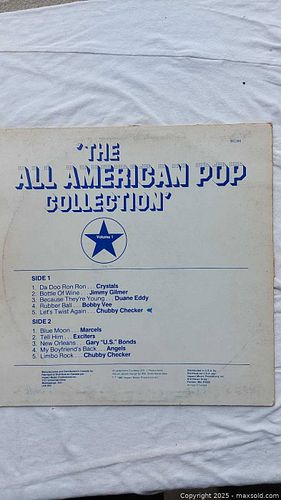 'THE
ALL AMERICAN POP
COLLECTION'
Volume 1
SIDE 1
1. Da Doo Ron Ron . . . Crystals
2. Bottle Of Wine . . . Jimmy Gilmer
3. Because They're Young . . . Duane Eddy
4. Rubber Ball . . . Bobby Vee
5. Let's Twist Again . . . Chubby Checker
SIDE 2
1. Blue Moon . . . Marcels
2. Tell Him . . . Exciters
3. New Orleans . . . Gary "U.S." Bonds
4. My Boyfriend's Back . . . Angels
5. Limbo Rock . . . Chubby Checker
Copyright 2025 - maxsold.com